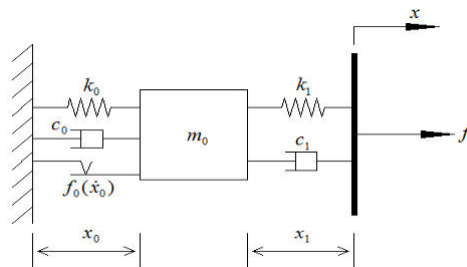 x
k₀
k₁
c₀
m₀
c₁
f
f₀(ẋ₀)
x₀
x₁